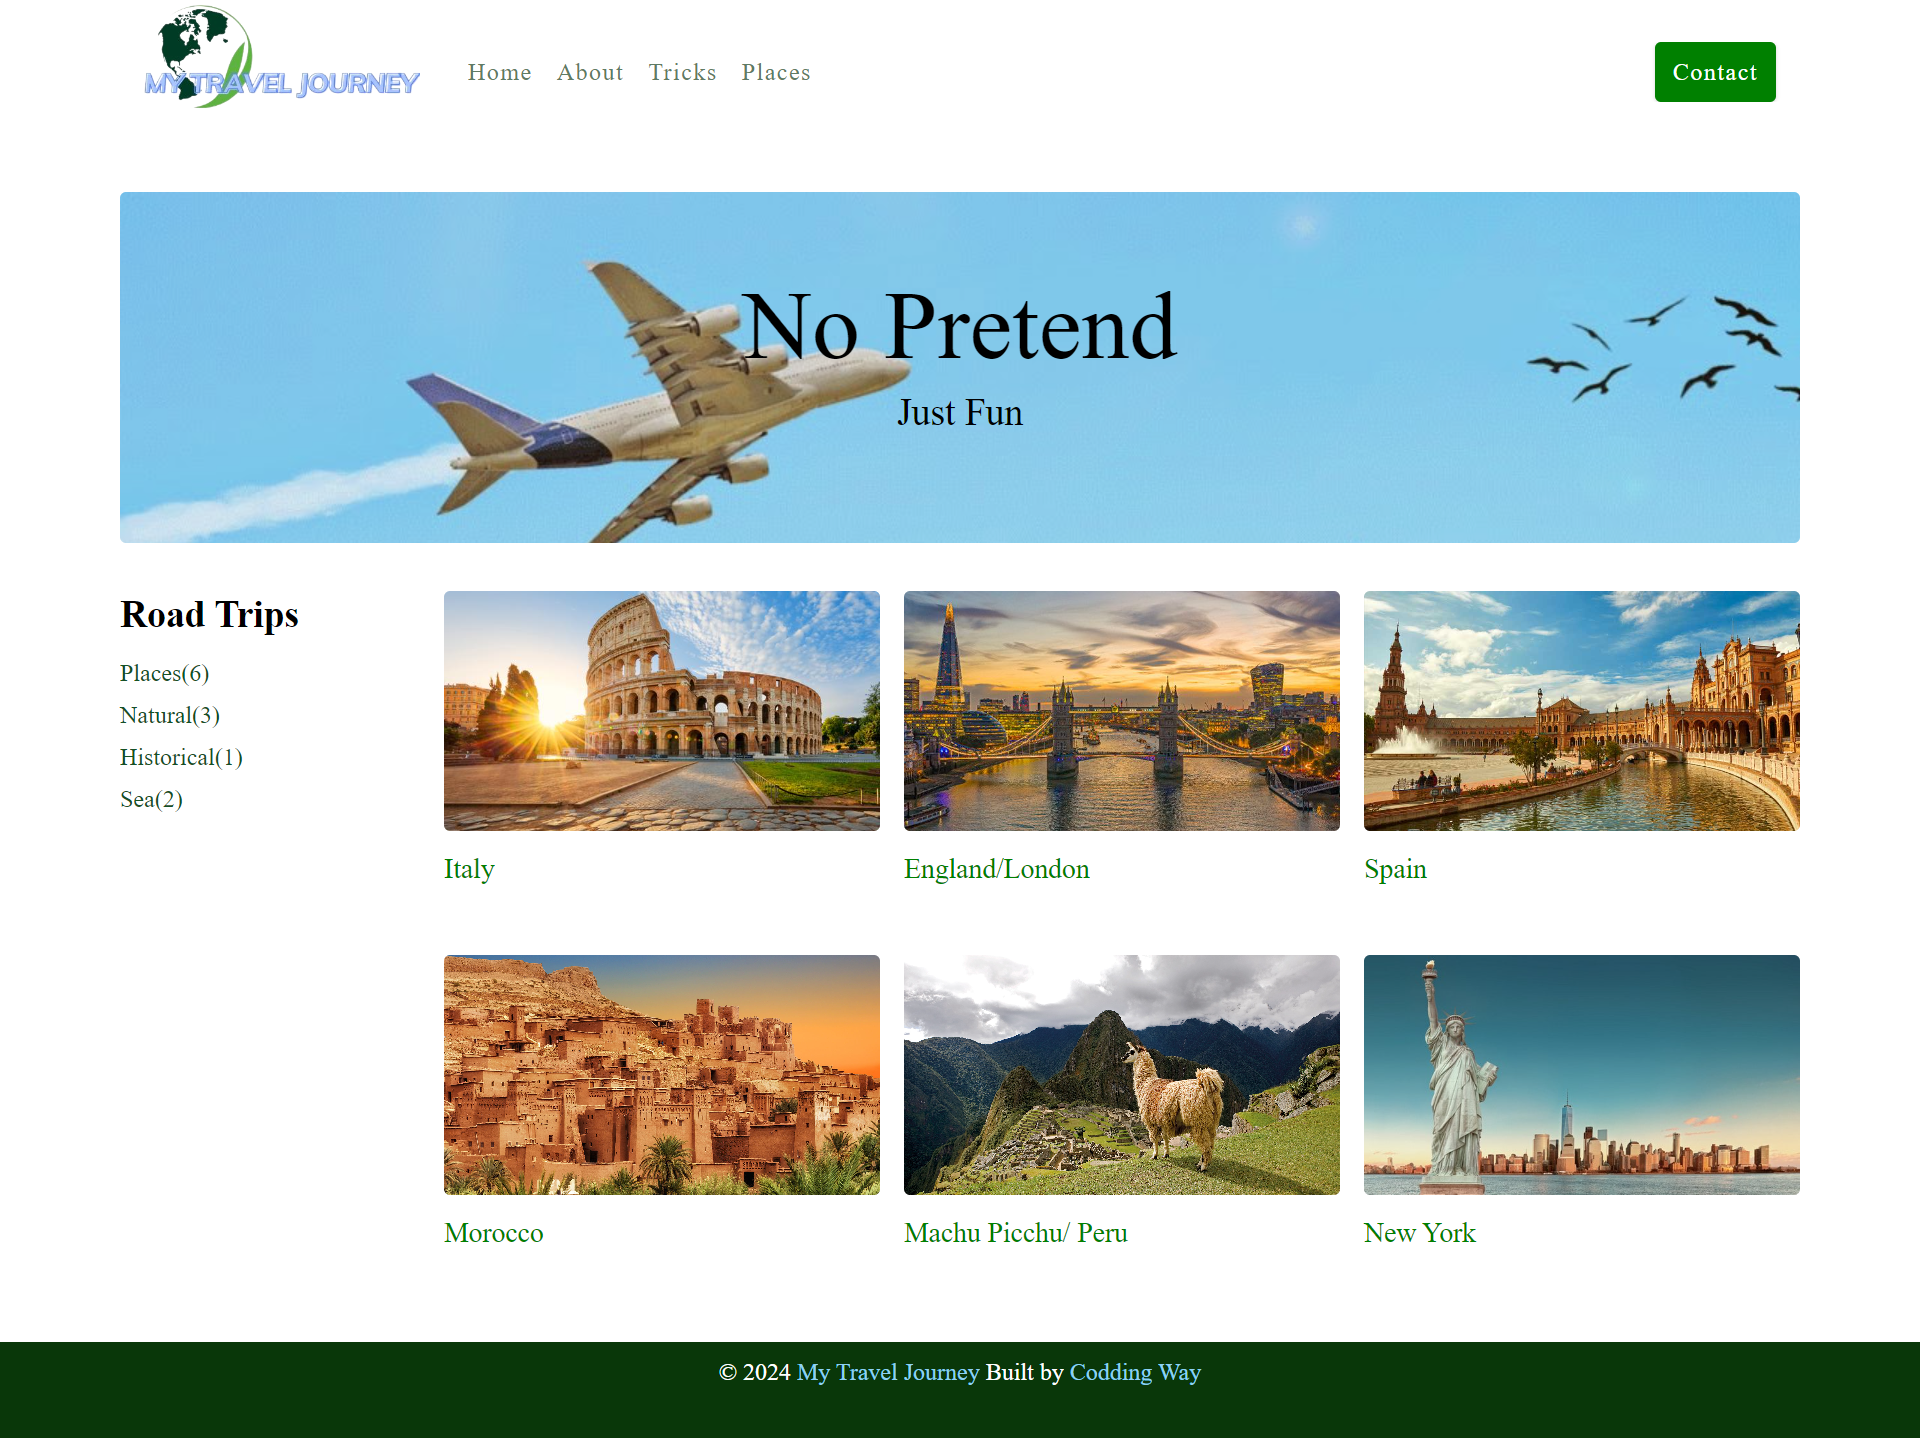 MY TRAVEL JOURNEY
Home About Tricks Places
Contact
No Pretend
Just Fun
Road Trips
Places(6)
Natural(3)
Historical(1)
Sea(2)
Italy
England/London
Spain
Morocco
Machu Picchu/ Peru
New York
© 2024 My Travel Journey Built by Codding Way